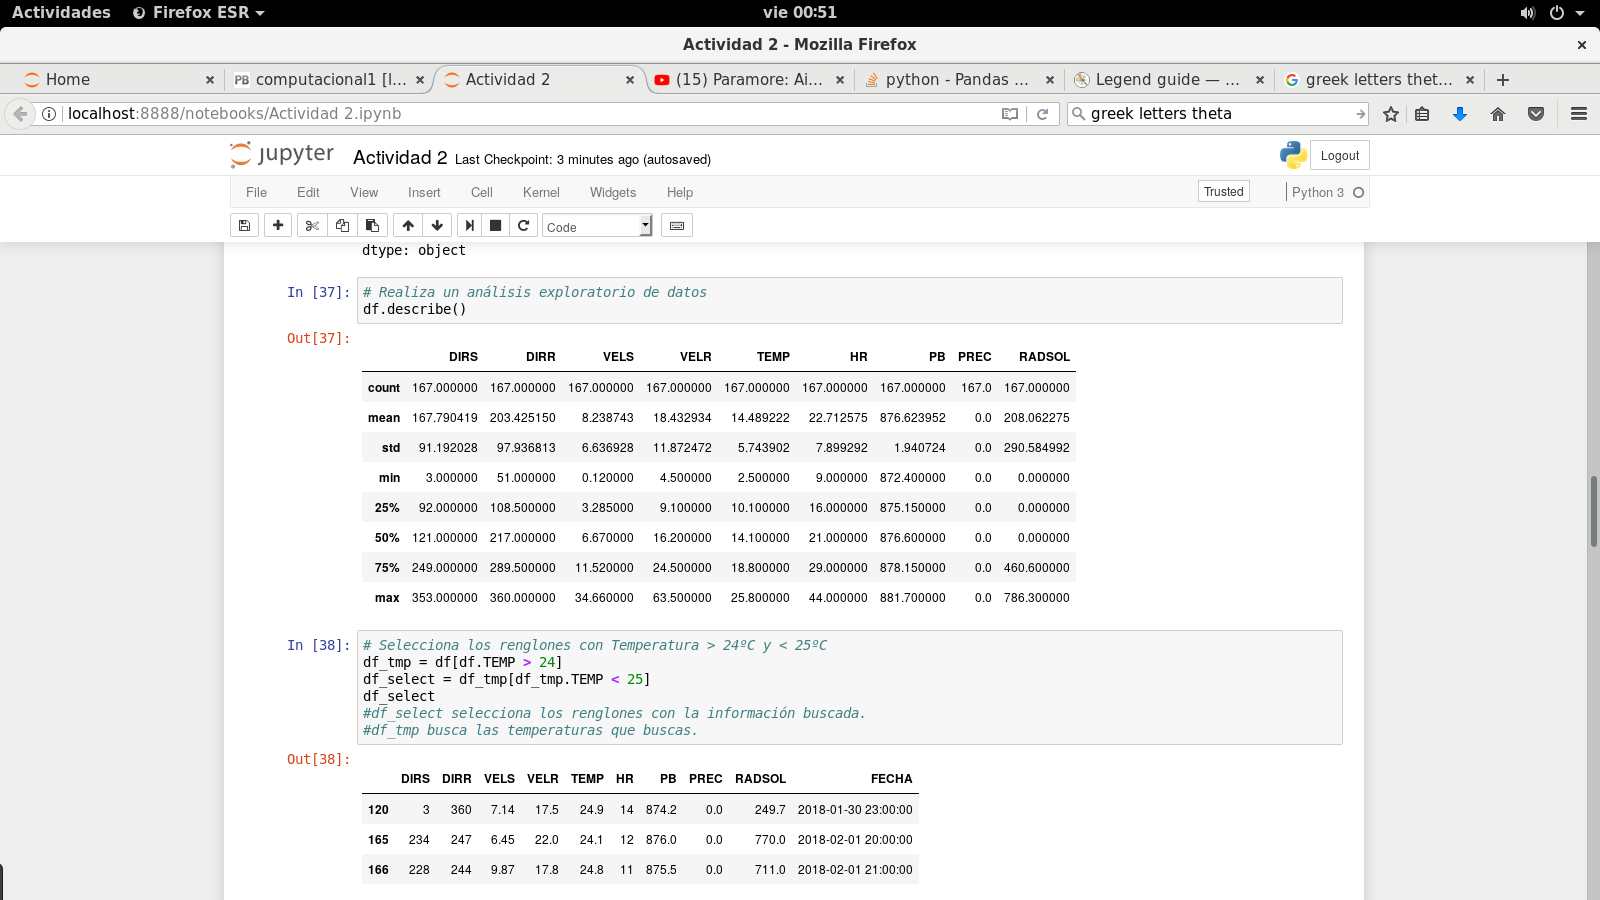 Actividades Firefox ESR vie 00:51
Actividad 2 - Mozilla Firefox
Home computacional1 [l... Actividad 2 (15) Paramore: Ai... python - Pandas ... Legend guide — ... greek letters thet...
localhost:8888/notebooks/Actividad 2.ipynb greek letters theta
jupyter Actividad 2 Last Checkpoint: 3 minutes ago (autosaved) Logout
File Edit View Insert Cell Kernel Widgets Help Trusted Python 3
Code
dtype: object
In [37]: # Realiza un análisis exploratorio de datos
df.describe()
Out[37]:
DIRS DIRR VELS VELR TEMP HR PB PREC RADSOL
count 167.000000 167.000000 167.000000 167.000000 167.000000 167.000000 167.000000 167.0 167.000000
mean 167.790419 203.425150 8.238743 18.432934 14.489222 22.712575 876.623952 0.0 208.062275
std 91.192028 97.936813 6.636928 11.872472 5.743902 7.899292 1.940724 0.0 290.584992
min 3.000000 51.000000 0.120000 4.500000 2.500000 9.000000 872.400000 0.0 0.000000
25% 92.000000 108.500000 3.285000 9.100000 10.100000 16.000000 875.150000 0.0 0.000000
50% 121.000000 217.000000 6.670000 16.200000 14.100000 21.000000 876.600000 0.0 0.000000
75% 249.000000 289.500000 11.520000 24.500000 18.800000 29.000000 878.150000 0.0 460.600000
max 353.000000 360.000000 34.660000 63.500000 25.800000 44.000000 881.700000 0.0 786.300000
In [38]: # Selecciona los renglones con Temperatura > 24ºC y < 25ºC
df_tmp = df[df.TEMP > 24]
df_select = df_tmp[df_tmp.TEMP < 25]
df_select
#df_select selecciona los renglones con la información buscada.
#df_tmp busca las temperaturas que buscas.
Out[38]:
DIRS DIRR VELS VELR TEMP HR PB PREC RADSOL FECHA
120 3 360 7.14 17.5 24.9 14 874.2 0.0 249.7 2018-01-30 23:00:00
165 234 247 6.45 22.0 24.1 12 876.0 0.0 770.0 2018-02-01 20:00:00
166 228 244 9.87 17.8 24.8 11 875.5 0.0 711.0 2018-02-01 21:00:00